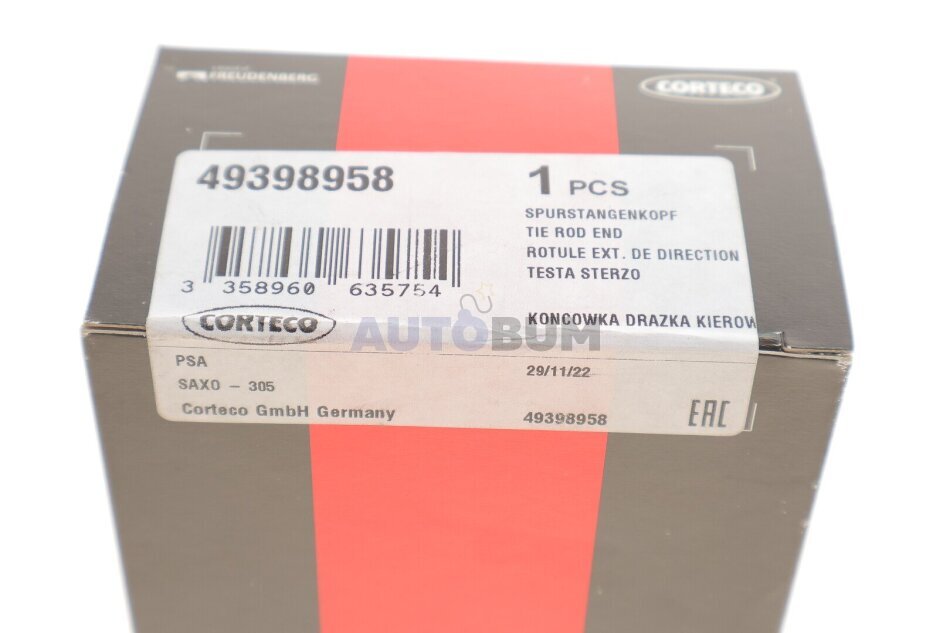 FREUDENBERG
CORTECO
49398958
1 PCS
SPURSTANGENKOPF
TIE ROD END
ROTULE EXT. DE DIRECTION
TESTA STERZO
3 358960 635754
KONCOWKA DRAZKA KIEROW
CORTECO
AUTOBUM
PSA
29/11/22
SAXO - 305
Corteco GmbH Germany
49398958
EAC